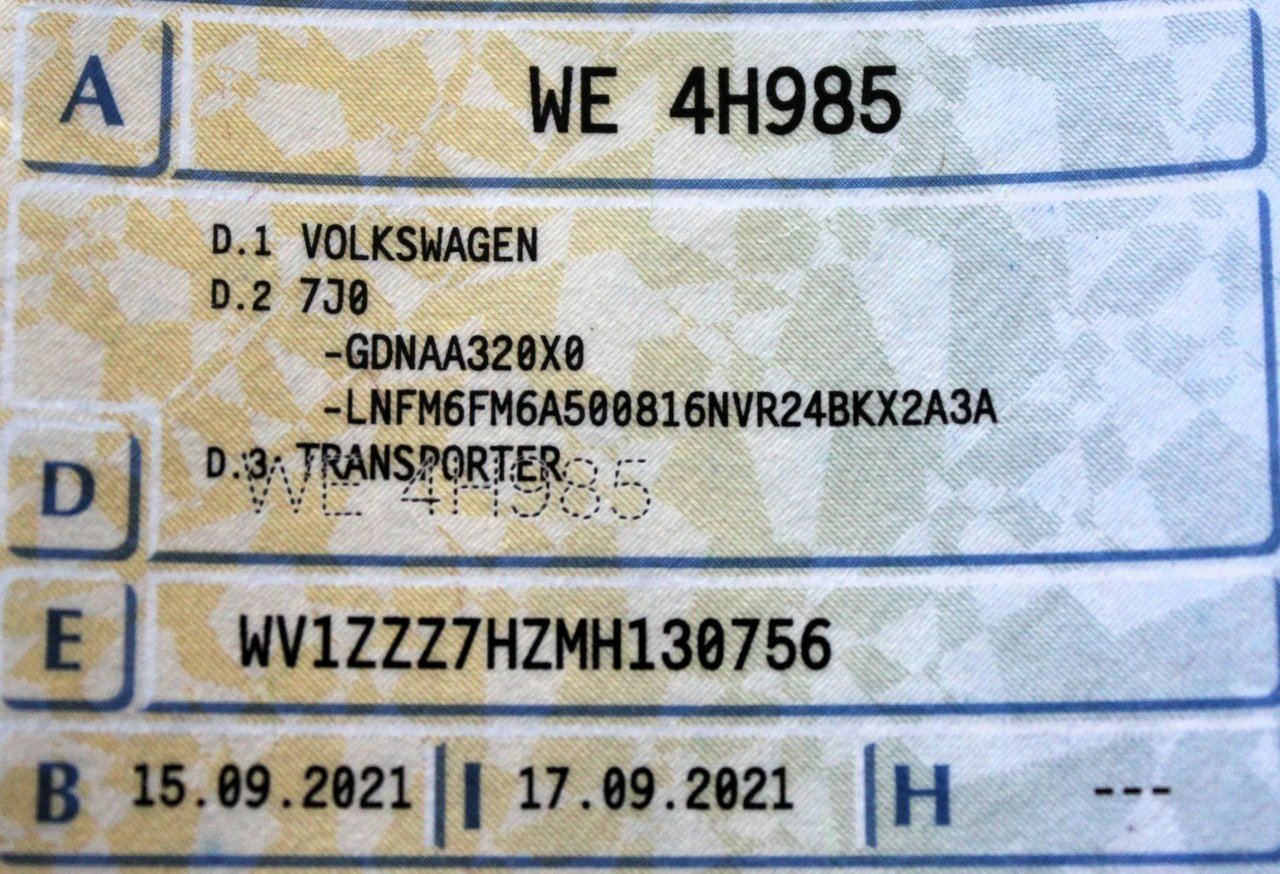 A WE 4H985
D.1 VOLKSWAGEN
D.2 7J0
-GDNAA320X0
-LNFM6FM6A500816NVR24BKX2A3A
D D.3 TRANSPORTER
WE 4H985
E WV1ZZZ7HZMH130756
B 15.09.2021 I 17.09.2021 H ---